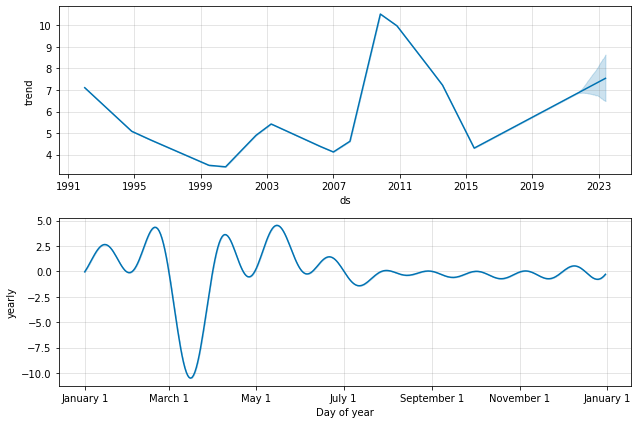 10
9
8
7
6
5
4
trend
1991 1995 1999 2003 2007 2011 2015 2019 2023
ds
5.0
2.5
0.0
−2.5
−5.0
−7.5
−10.0
yearly
January 1 March 1 May 1 July 1 September 1 November 1 January 1
Day of year